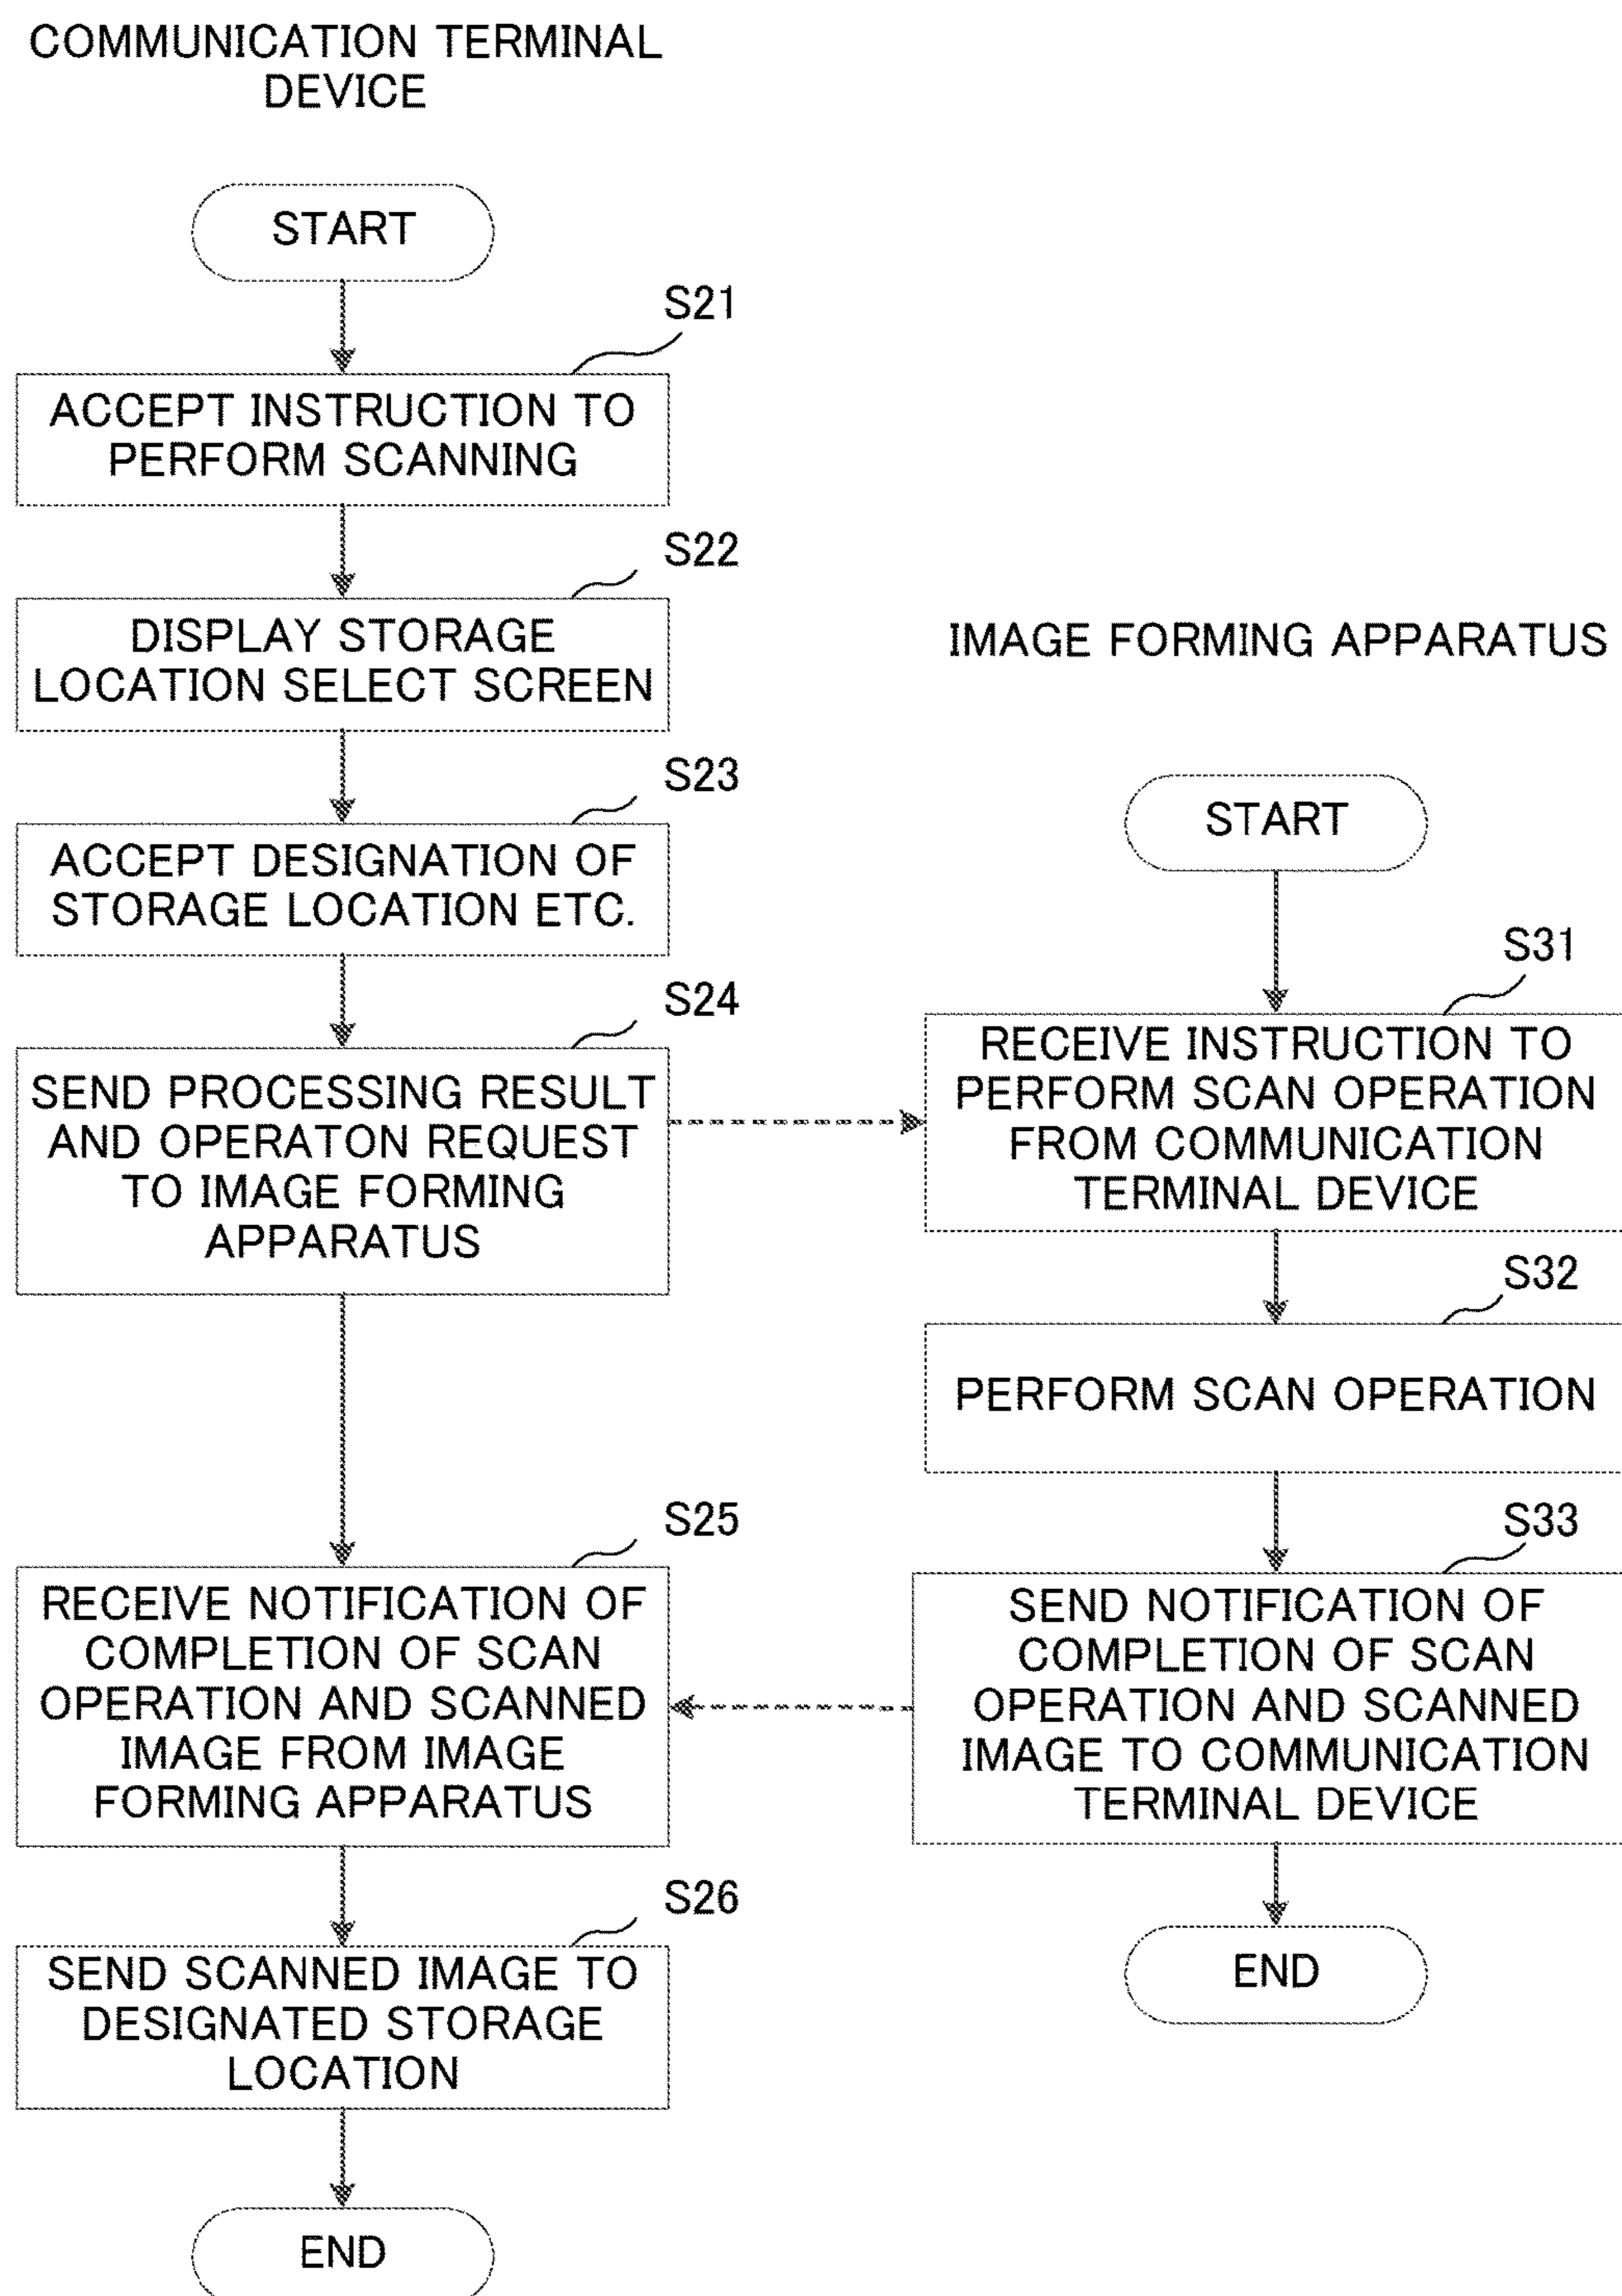 COMMUNICATION TERMINAL
DEVICE
START
S21
ACCEPT INSTRUCTION TO
PERFORM SCANNING
S22
DISPLAY STORAGE
LOCATION SELECT SCREEN
S23
ACCEPT DESIGNATION OF
STORAGE LOCATION ETC.
S24
SEND PROCESSING RESULT
AND OPERATON REQUEST
TO IMAGE FORMING
APPARATUS
S25
RECEIVE NOTIFICATION OF
COMPLETION OF SCAN
OPERATION AND SCANNED
IMAGE FROM IMAGE
FORMING APPARATUS
S26
SEND SCANNED IMAGE TO
DESIGNATED STORAGE
LOCATION
END
IMAGE FORMING APPARATUS
START
S31
RECEIVE INSTRUCTION TO
PERFORM SCAN OPERATION
FROM COMMUNICATION
TERMINAL DEVICE
S32
PERFORM SCAN OPERATION
S33
SEND NOTIFICATION OF
COMPLETION OF SCAN
OPERATION AND SCANNED
IMAGE TO COMMUNICATION
TERMINAL DEVICE
END